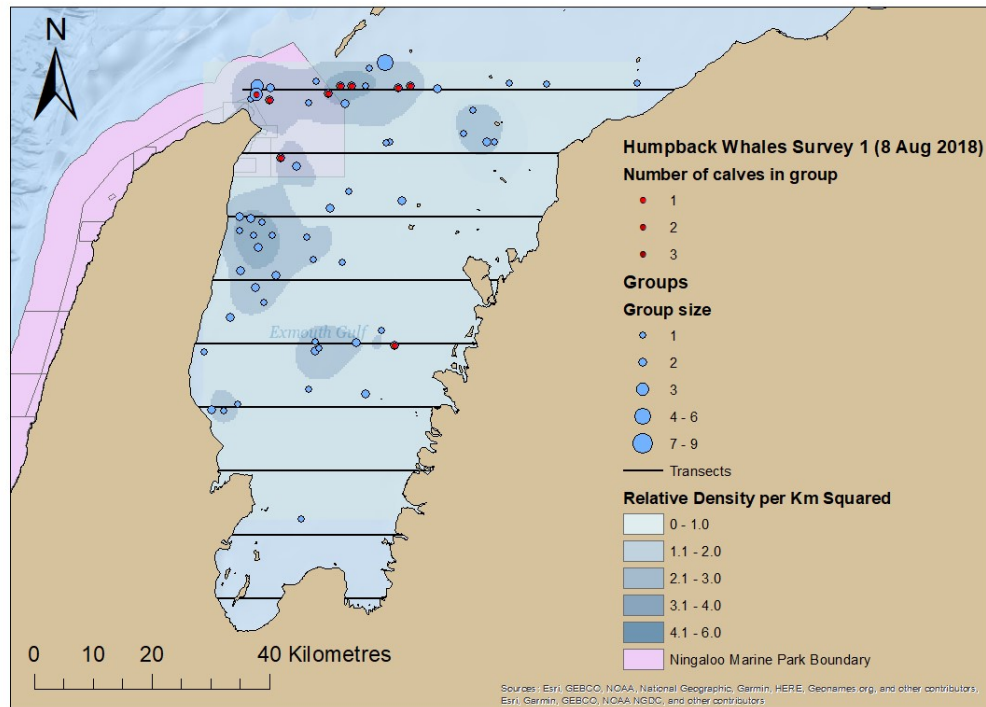 N
Humpback Whales Survey 1 (8 Aug 2018)
Number of calves in group
1
2
3
Groups
Group size
1
2
3
4 - 6
7 - 9
Transects
Relative Density per Km Squared
0 - 1.0
1.1 - 2.0
2.1 - 3.0
3.1 - 4.0
4.1 - 6.0
Ningaloo Marine Park Boundary
Exmouth Gulf
0 10 20 40 Kilometres
Sources: Esri, GEBCO, NOAA, National Geographic, Garmin, HERE, Geonames.org, and other contributors,
Esri, Garmin, GEBCO, NOAA NGDC, and other contributors